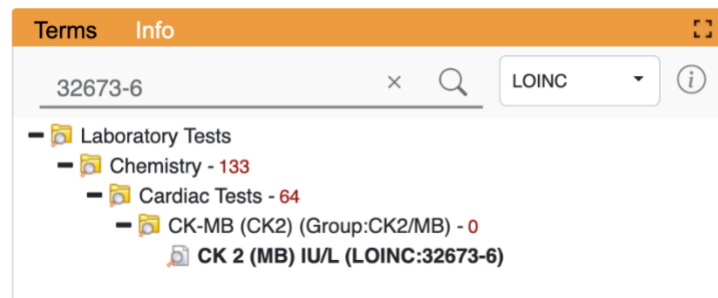 Terms Info
32673-6 × LOINC i
Laboratory Tests
Chemistry - 133
Cardiac Tests - 64
CK-MB (CK2) (Group:CK2/MB) - 0
CK 2 (MB) IU/L (LOINC:32673-6)